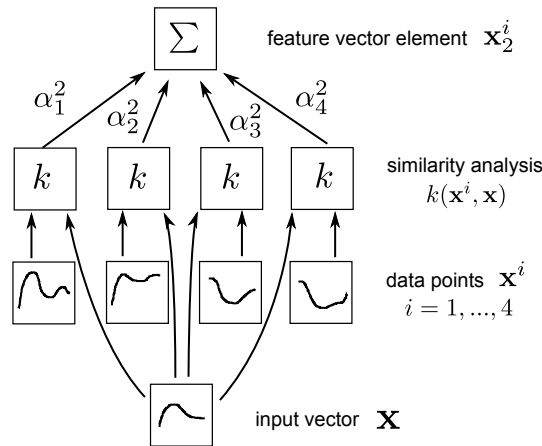 ∑ feature vector element 𝐱₂ⁱ
α₁² α₂² α₃² α₄²
k k k k similarity analysis
k(𝐱ⁱ, 𝐱)
data points 𝐱ⁱ
i = 1, ..., 4
input vector 𝐱